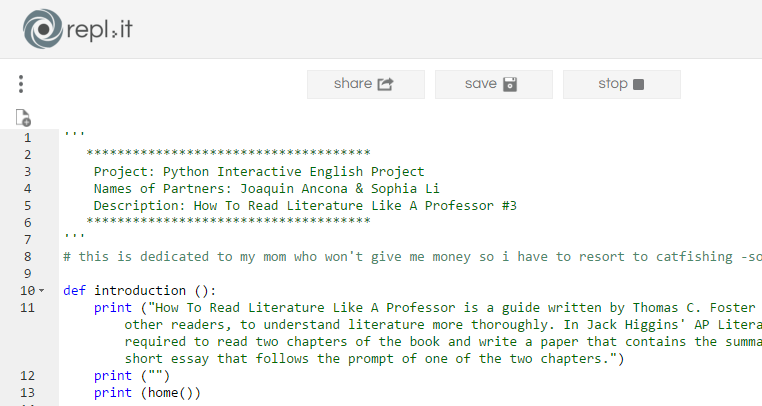 repl.it
share save stop
1 '''
2 *************************************
3 Project: Python Interactive English Project
4 Names of Partners: Joaquin Ancona & Sophia Li
5 Description: How To Read Literature Like A Professor #3
6 *************************************
7 '''
8 # this is dedicated to my mom who won't give me money so i have to resort to catfishing -so
9
10 def introduction ():
11 print ("How To Read Literature Like A Professor is a guide written by Thomas C. Foster
other readers, to understand literature more thoroughly. In Jack Higgins' AP Litera
required to read two chapters of the book and write a paper that contains the summa
short essay that follows the prompt of one of the two chapters.")
12 print ("")
13 print (home())